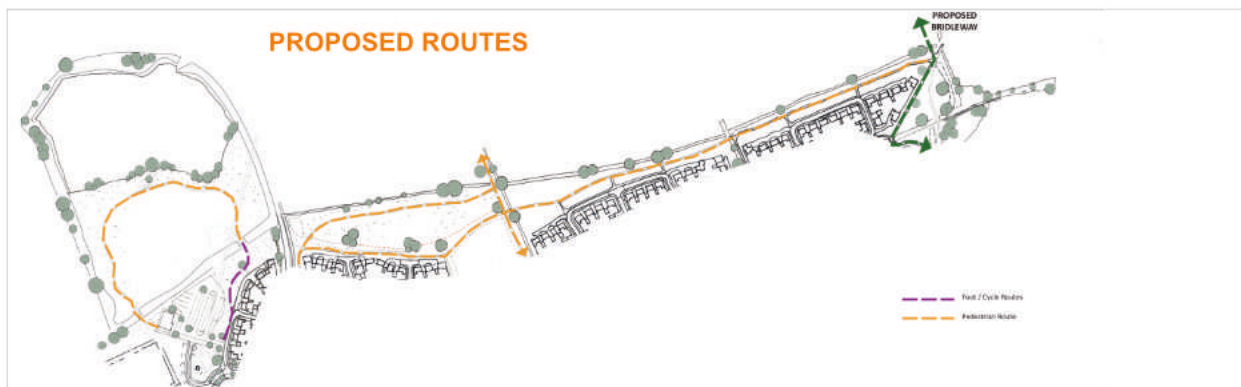 PROPOSED ROUTES
PROPOSED
BRIDLEWAY
Foot / Cycle Routes
Pedestrian Route